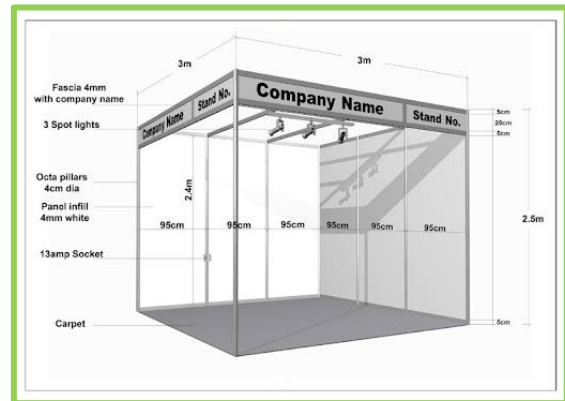 3m
3m
Fascia 4mm
with company name
Company Name
Stand No.
Company Name
Stand No.
5cm
20cm
5cm
3 Spot lights
Octa pillars
4cm dia
2.4m
Panel infill
4mm white
95cm
95cm
95cm
95cm
95cm
95cm
2.5m
13amp Socket
Carpet
5cm